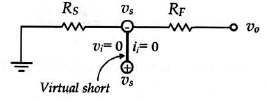 R_S v_s R_F
- v_o
v_i= 0 i_i= 0
+
Virtual short v_s